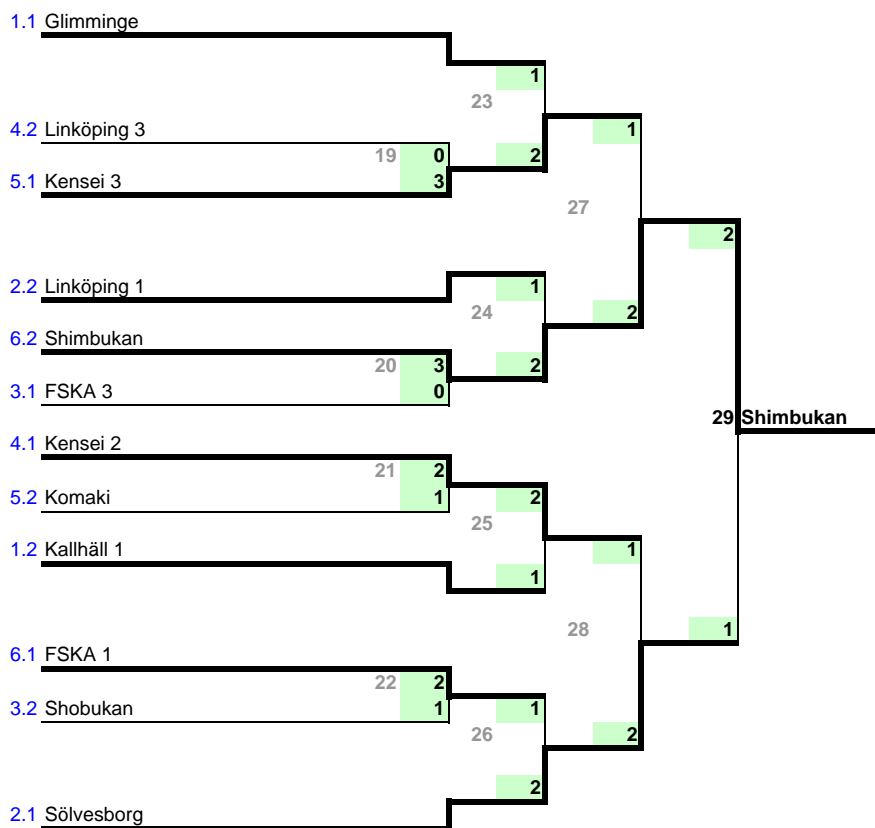 1.1 Glimminge
1
23
4.2 Linköping 3
1
19 0 2
5.1 Kensei 3 3
27
2
2.2 Linköping 1 1
24 2
6.2 Shimbukan
20 3 2
3.1 FSKA 3 0
29 Shimbukan
4.1 Kensei 2
21 2
5.2 Komaki 1 2
25
1.2 Kallhäll 1 1
1
28 1
6.1 FSKA 1
22 2
3.2 Shobukan 1 1
26 2
2
2.1 Sölvesborg